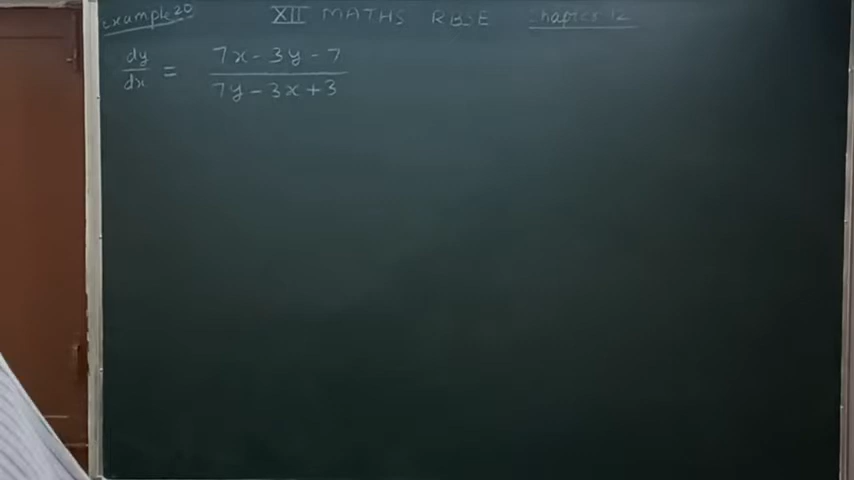 example 20 XII MATHS RBSE Chapter 12
dy/dx = (7x - 3y - 7)/(7y - 3x + 3)